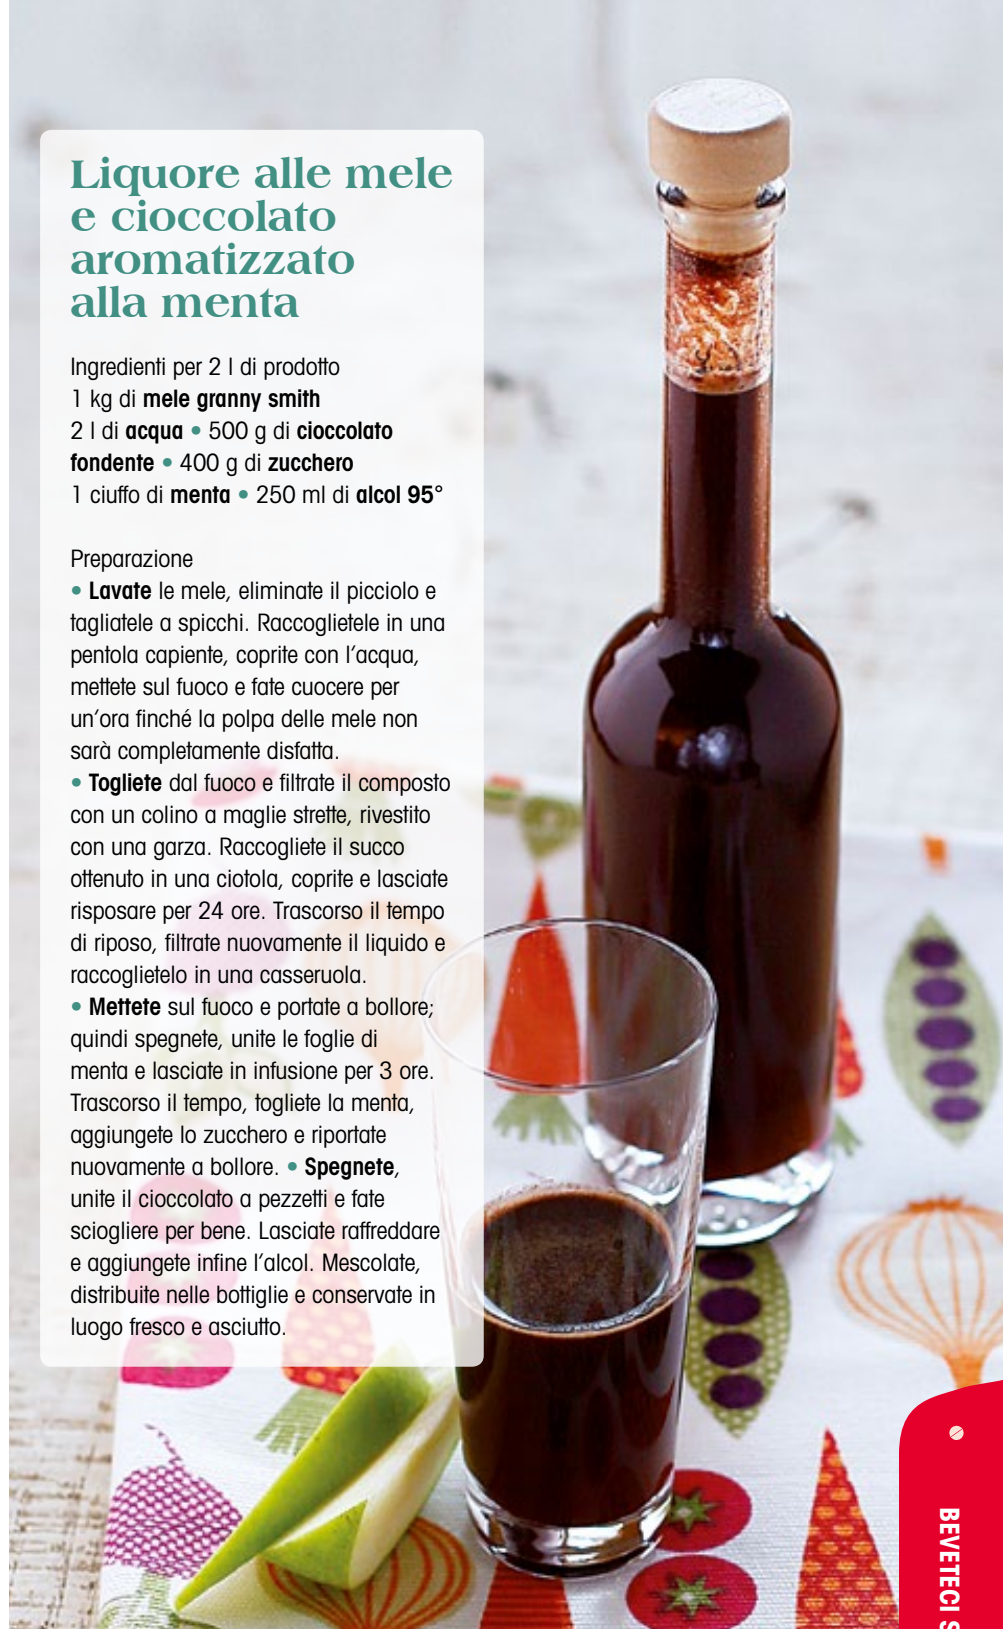 Liquore alle mele
e cioccolato
aromatizzato
alla menta
Ingredienti per 2 l di prodotto
1 kg di mele granny smith
2 l di acqua • 500 g di cioccolato
fondente • 400 g di zucchero
1 ciuffo di menta • 250 ml di alcol 95°
Preparazione
• Lavate le mele, eliminate il picciolo e
tagliatele a spicchi. Raccoglietele in una
pentola capiente, coprite con l’acqua,
mettete sul fuoco e fate cuocere per
un’ora finché la polpa delle mele non
sarà completamente disfatta.
• Togliete dal fuoco e filtrate il composto
con un colino a maglie strette, rivestito
con una garza. Raccogliete il succo
ottenuto in una ciotola, coprite e lasciate
risposare per 24 ore. Trascorso il tempo
di riposo, filtrate nuovamente il liquido e
raccoglietelo in una casseruola.
• Mettete sul fuoco e portate a bollore;
quindi spegnete, unite le foglie di
menta e lasciate in infusione per 3 ore.
Trascorso il tempo, togliete la menta,
aggiungete lo zucchero e riportate
nuovamente a bollore. • Spegnete,
unite il cioccolato a pezzetti e fate
sciogliere per bene. Lasciate raffreddare
e aggiungete infine l’alcol. Mescolate,
distribuite nelle bottiglie e conservate in
luogo fresco e asciutto.
BEVETECI